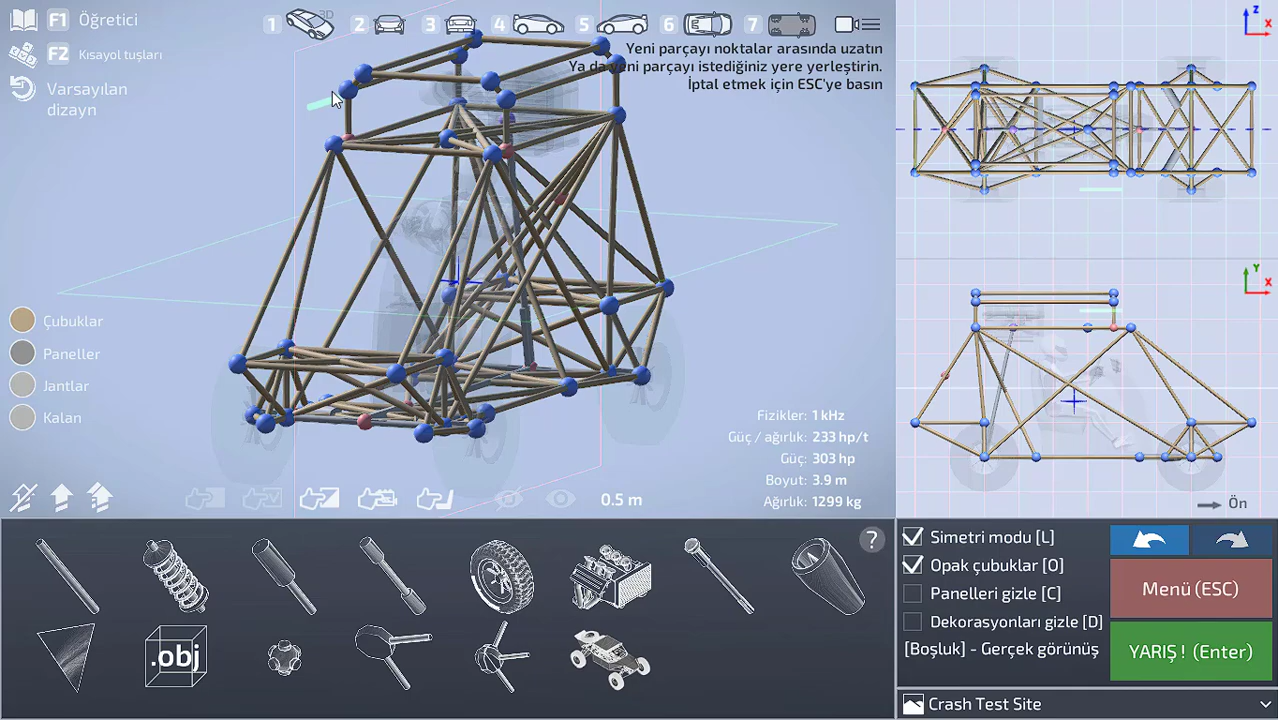 F1 Öğretici
F2 Kısayol tuşları
Varsayılan
dizayn
1 3D 2 3 4 5 6 7
Yeni parçayı noktalar arasında uzatın
Ya da yeni parçayı istediğiniz yere yerleştirin.
İptal etmek için ESC'ye basın
Çubuklar
Paneller
Jantlar
Kalan
Fizikler: 1 kHz
Güç / ağırlık: 233 hp/t
Güç: 303 hp
Boyut: 3.9 m
Ağırlık: 1299 kg
0.5 m
Z
X
Y
X
Ön
?
.obj
Simetri modu [L]
Opak çubuklar [O]
Panelleri gizle [C]
Dekorasyonları gizle [D]
[Boşluk] - Gerçek görünüş
Menü (ESC)
YARIŞ! (Enter)
Crash Test Site